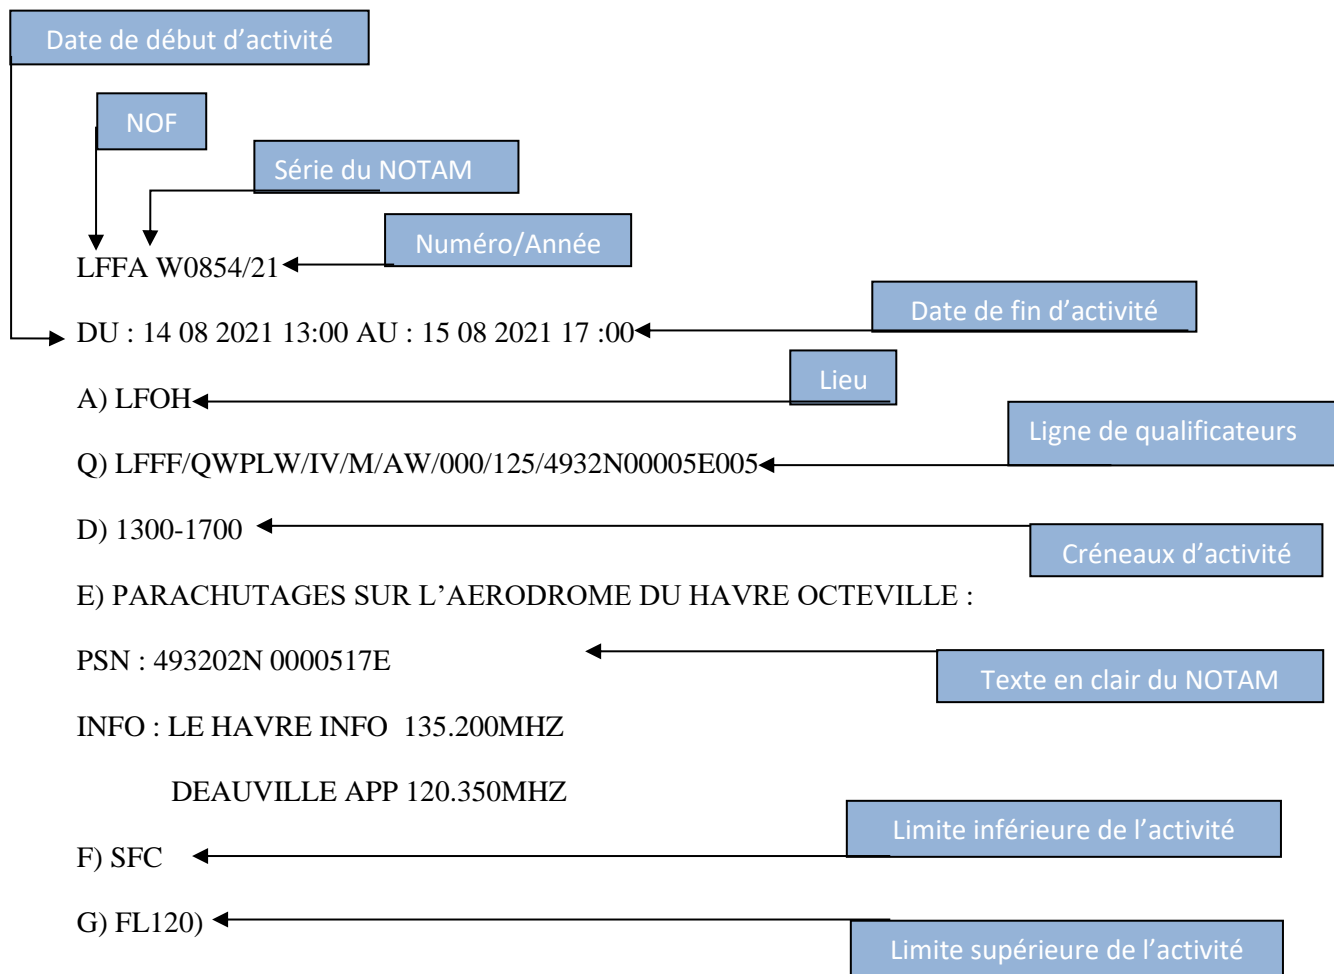 Date de début d’activité
NOF
Série du NOTAM
Numéro/Année
LFFA W0854/21
Date de fin d’activité
DU : 14 08 2021 13:00 AU : 15 08 2021 17 :00
Lieu
A) LFOH
Ligne de qualificateurs
Q) LFFF/QWPLW/IV/M/AW/000/125/4932N00005E005
D) 1300-1700
Créneaux d’activité
E) PARACHUTAGES SUR L’AERODROME DU HAVRE OCTEVILLE :
PSN : 493202N 0000517E
Texte en clair du NOTAM
INFO : LE HAVRE INFO 135.200MHZ
DEAUVILLE APP 120.350MHZ
Limite inférieure de l’activité
F) SFC
G) FL120)
Limite supérieure de l’activité